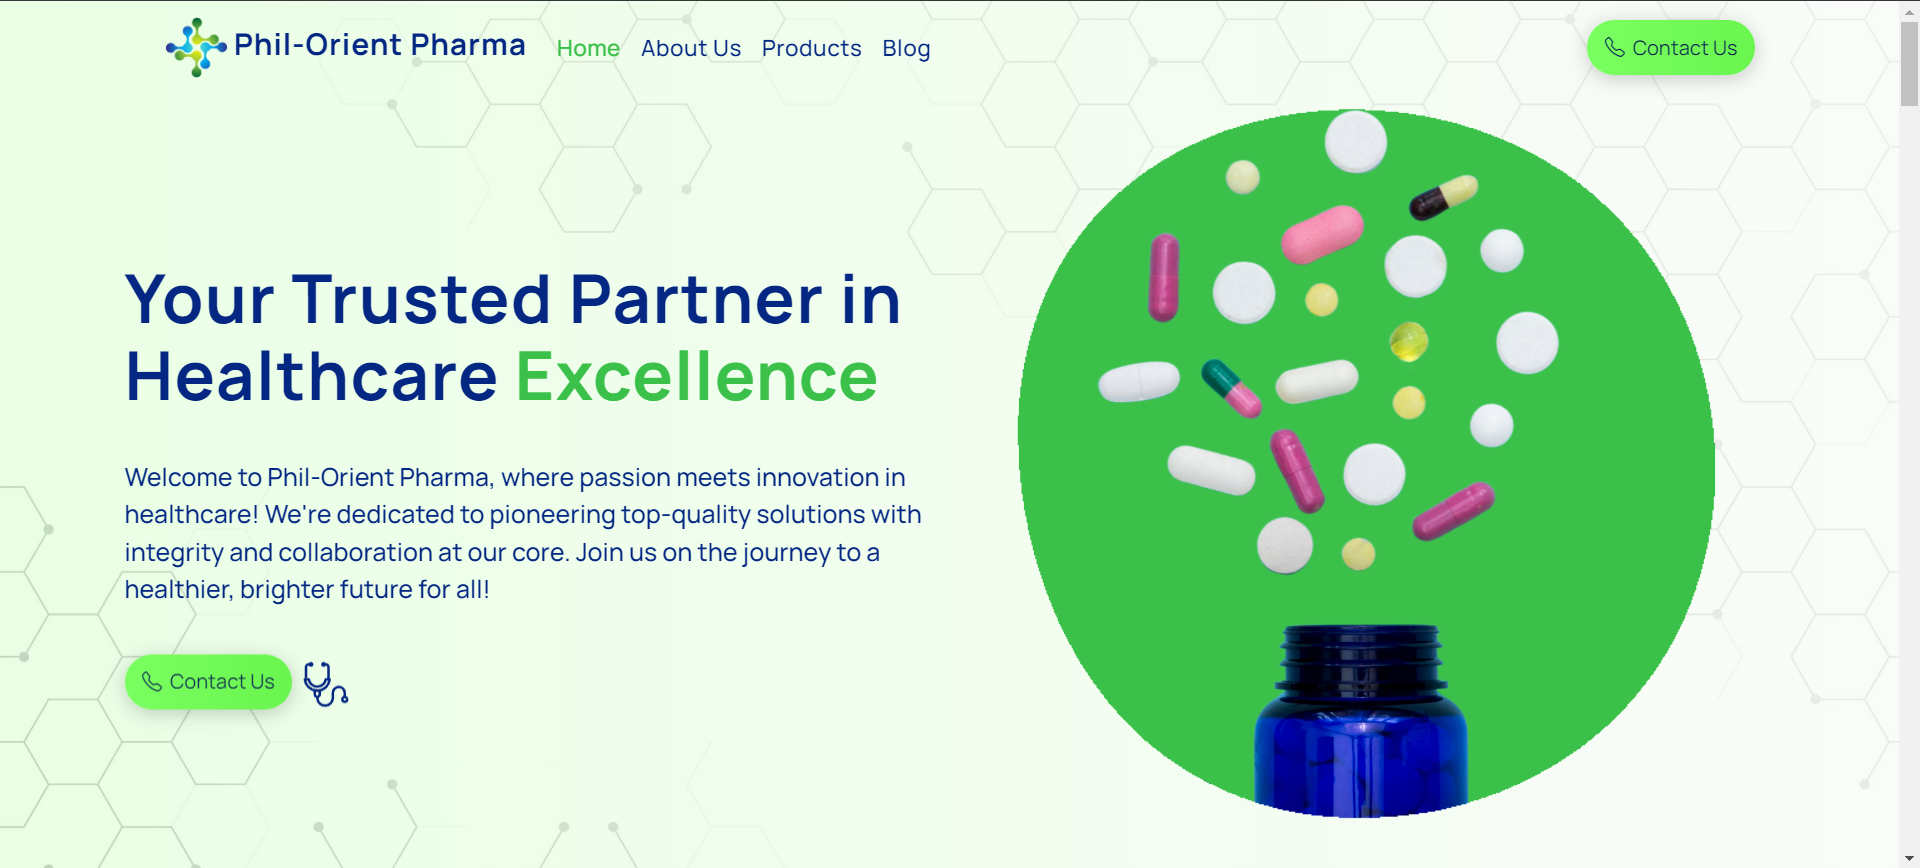 Phil-Orient Pharma
Home About Us Products Blog
Contact Us
Your Trusted Partner in
Healthcare Excellence
Welcome to Phil-Orient Pharma, where passion meets innovation in
healthcare! We're dedicated to pioneering top-quality solutions with
integrity and collaboration at our core. Join us on the journey to a
healthier, brighter future for all!
Contact Us